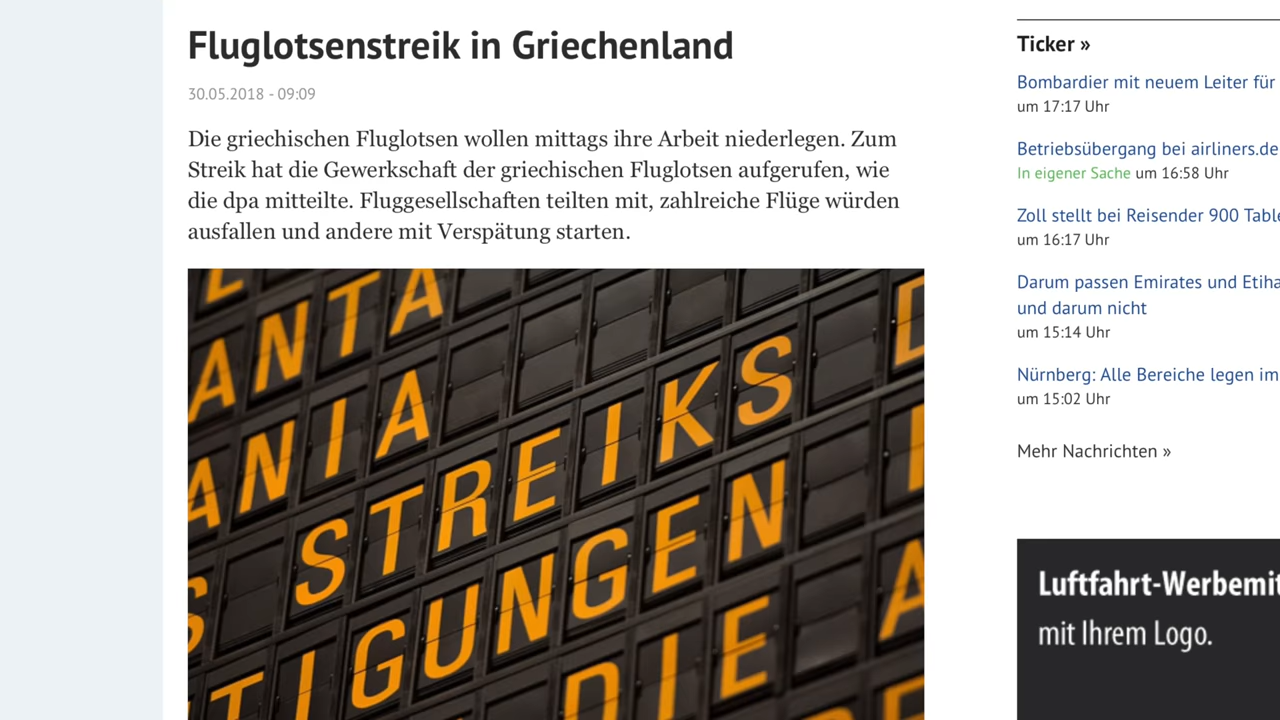 Fluglotsenstreik in Griechenland
30.05.2018 - 09:09
Die griechischen Fluglotsen wollen mittags ihre Arbeit niederlegen. Zum
Streik hat die Gewerkschaft der griechischen Fluglotsen aufgerufen, wie
die dpa mitteilte. Fluggesellschaften teilten mit, zahlreiche Flüge würden
ausfallen und andere mit Verspätung starten.
ANTA
ANIA
STREIKS
TIGUNGEN
DIE
Ticker »
Bombardier mit neuem Leiter für
um 17:17 Uhr
Betriebsübergang bei airliners.de
In eigener Sache um 16:58 Uhr
Zoll stellt bei Reisender 900 Table
um 16:17 Uhr
Darum passen Emirates und Etiha
und darum nicht
um 15:14 Uhr
Nürnberg: Alle Bereiche legen im
um 15:02 Uhr
Mehr Nachrichten »
Luftfahrt-Werbemit
mit Ihrem Logo.